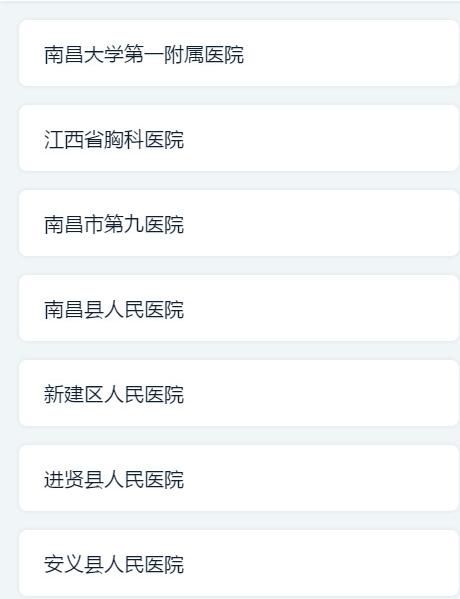 南昌大学第一附属医院
江西省胸科医院
南昌市第九医院
南昌县人民医院
新建区人民医院
进贤县人民医院
安义县人民医院